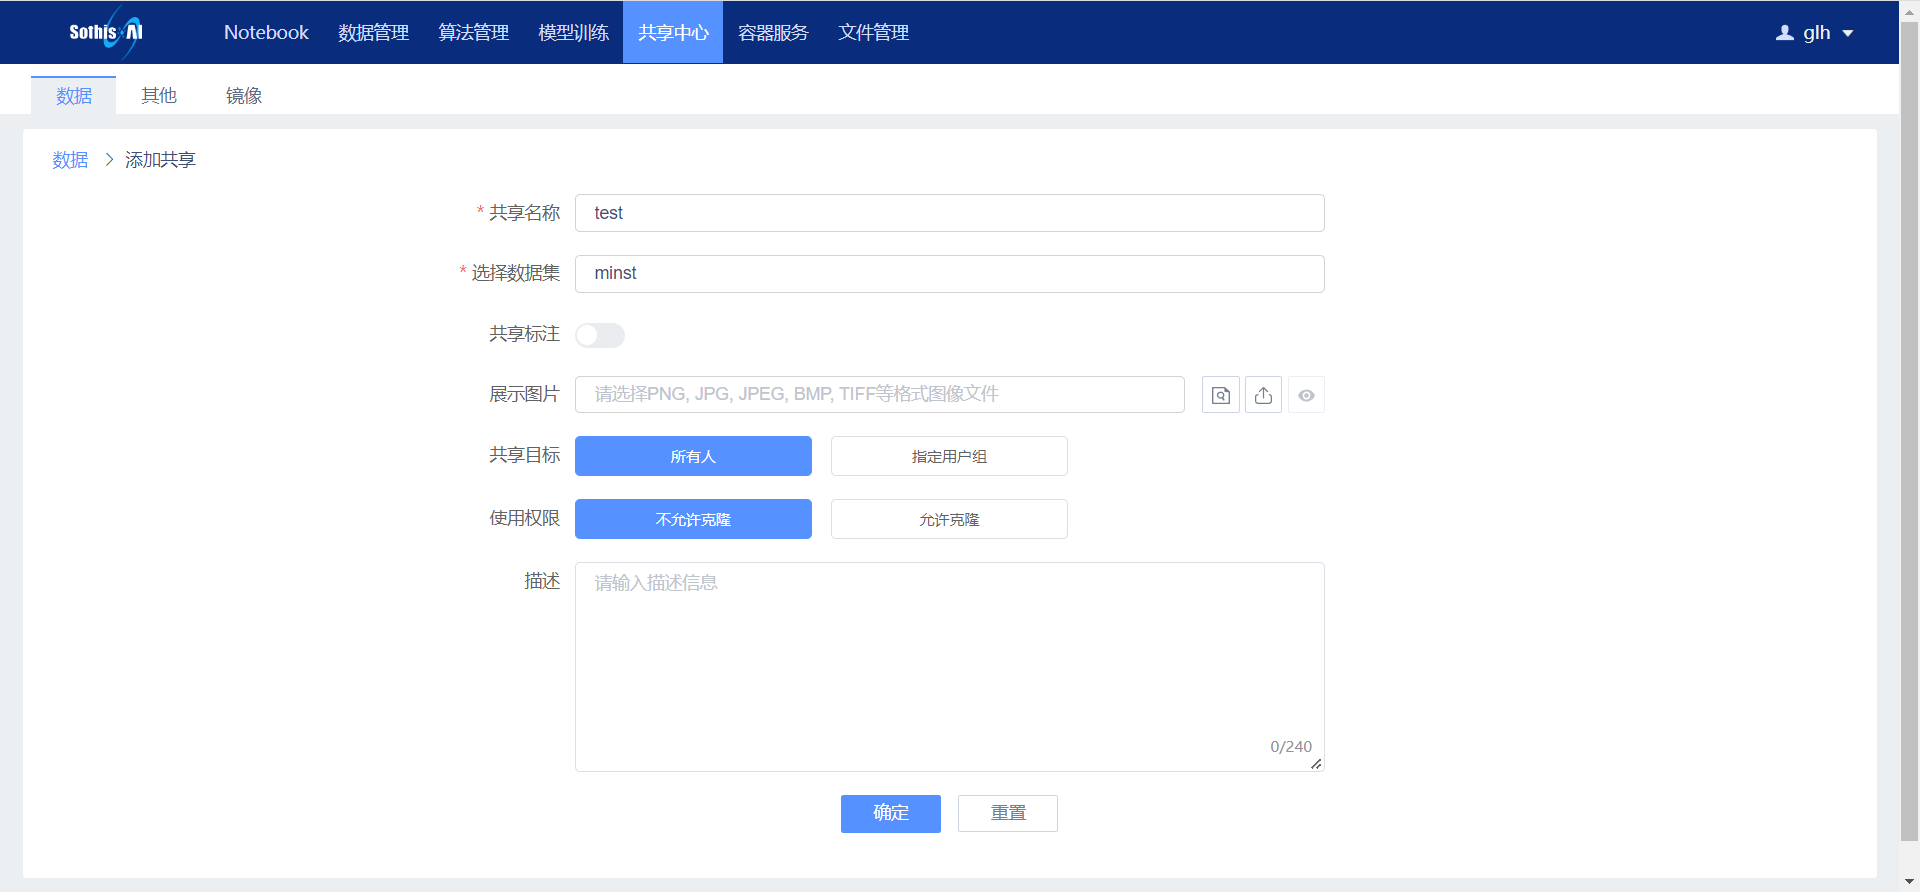 SothisAI Notebook 数据管理 算法管理 模型训练 共享中心 容器服务 文件管理 glh
数据 其他 镜像
数据 > 添加共享
* 共享名称 test
* 选择数据集 minst
共享标注
展示图片 请选择PNG, JPG, JPEG, BMP, TIFF等格式图像文件
共享目标 所有人 指定用户组
使用权限 不允许克隆 允许克隆
描述 请输入描述信息
0/240
确定 重置